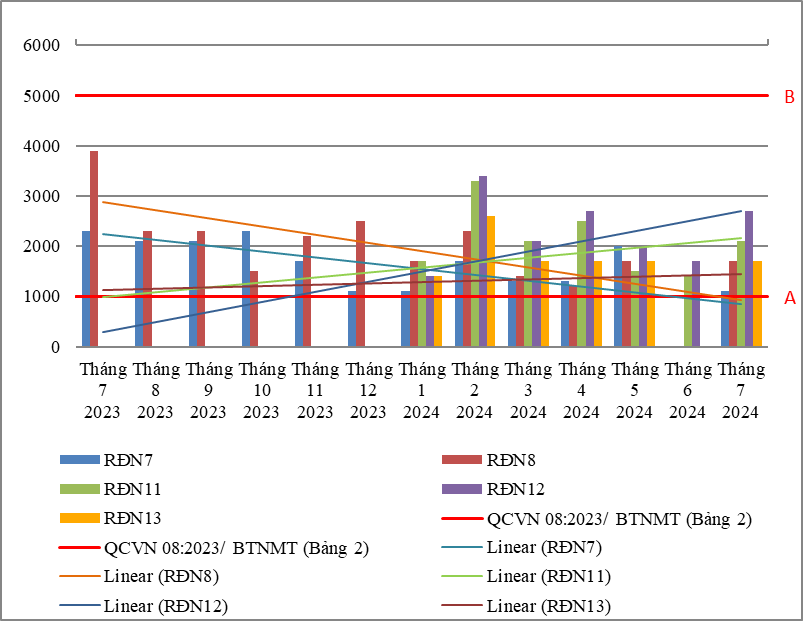 6000
5000
B
4000
3000
2000
1000
A
0
Tháng Tháng Tháng Tháng Tháng Tháng Tháng Tháng Tháng Tháng Tháng Tháng Tháng
7 8 9 10 11 12 1 2 3 4 5 6 7
2023 2023 2023 2023 2023 2023 2024 2024 2024 2024 2024 2024 2024
RĐN7 RĐN8
RĐN11 RĐN12
RĐN13 QCVN 08:2023/ BTNMT (Bảng 2)
QCVN 08:2023/ BTNMT (Bảng 2) Linear (RĐN7)
Linear (RĐN8) Linear (RĐN11)
Linear (RĐN12) Linear (RĐN13)